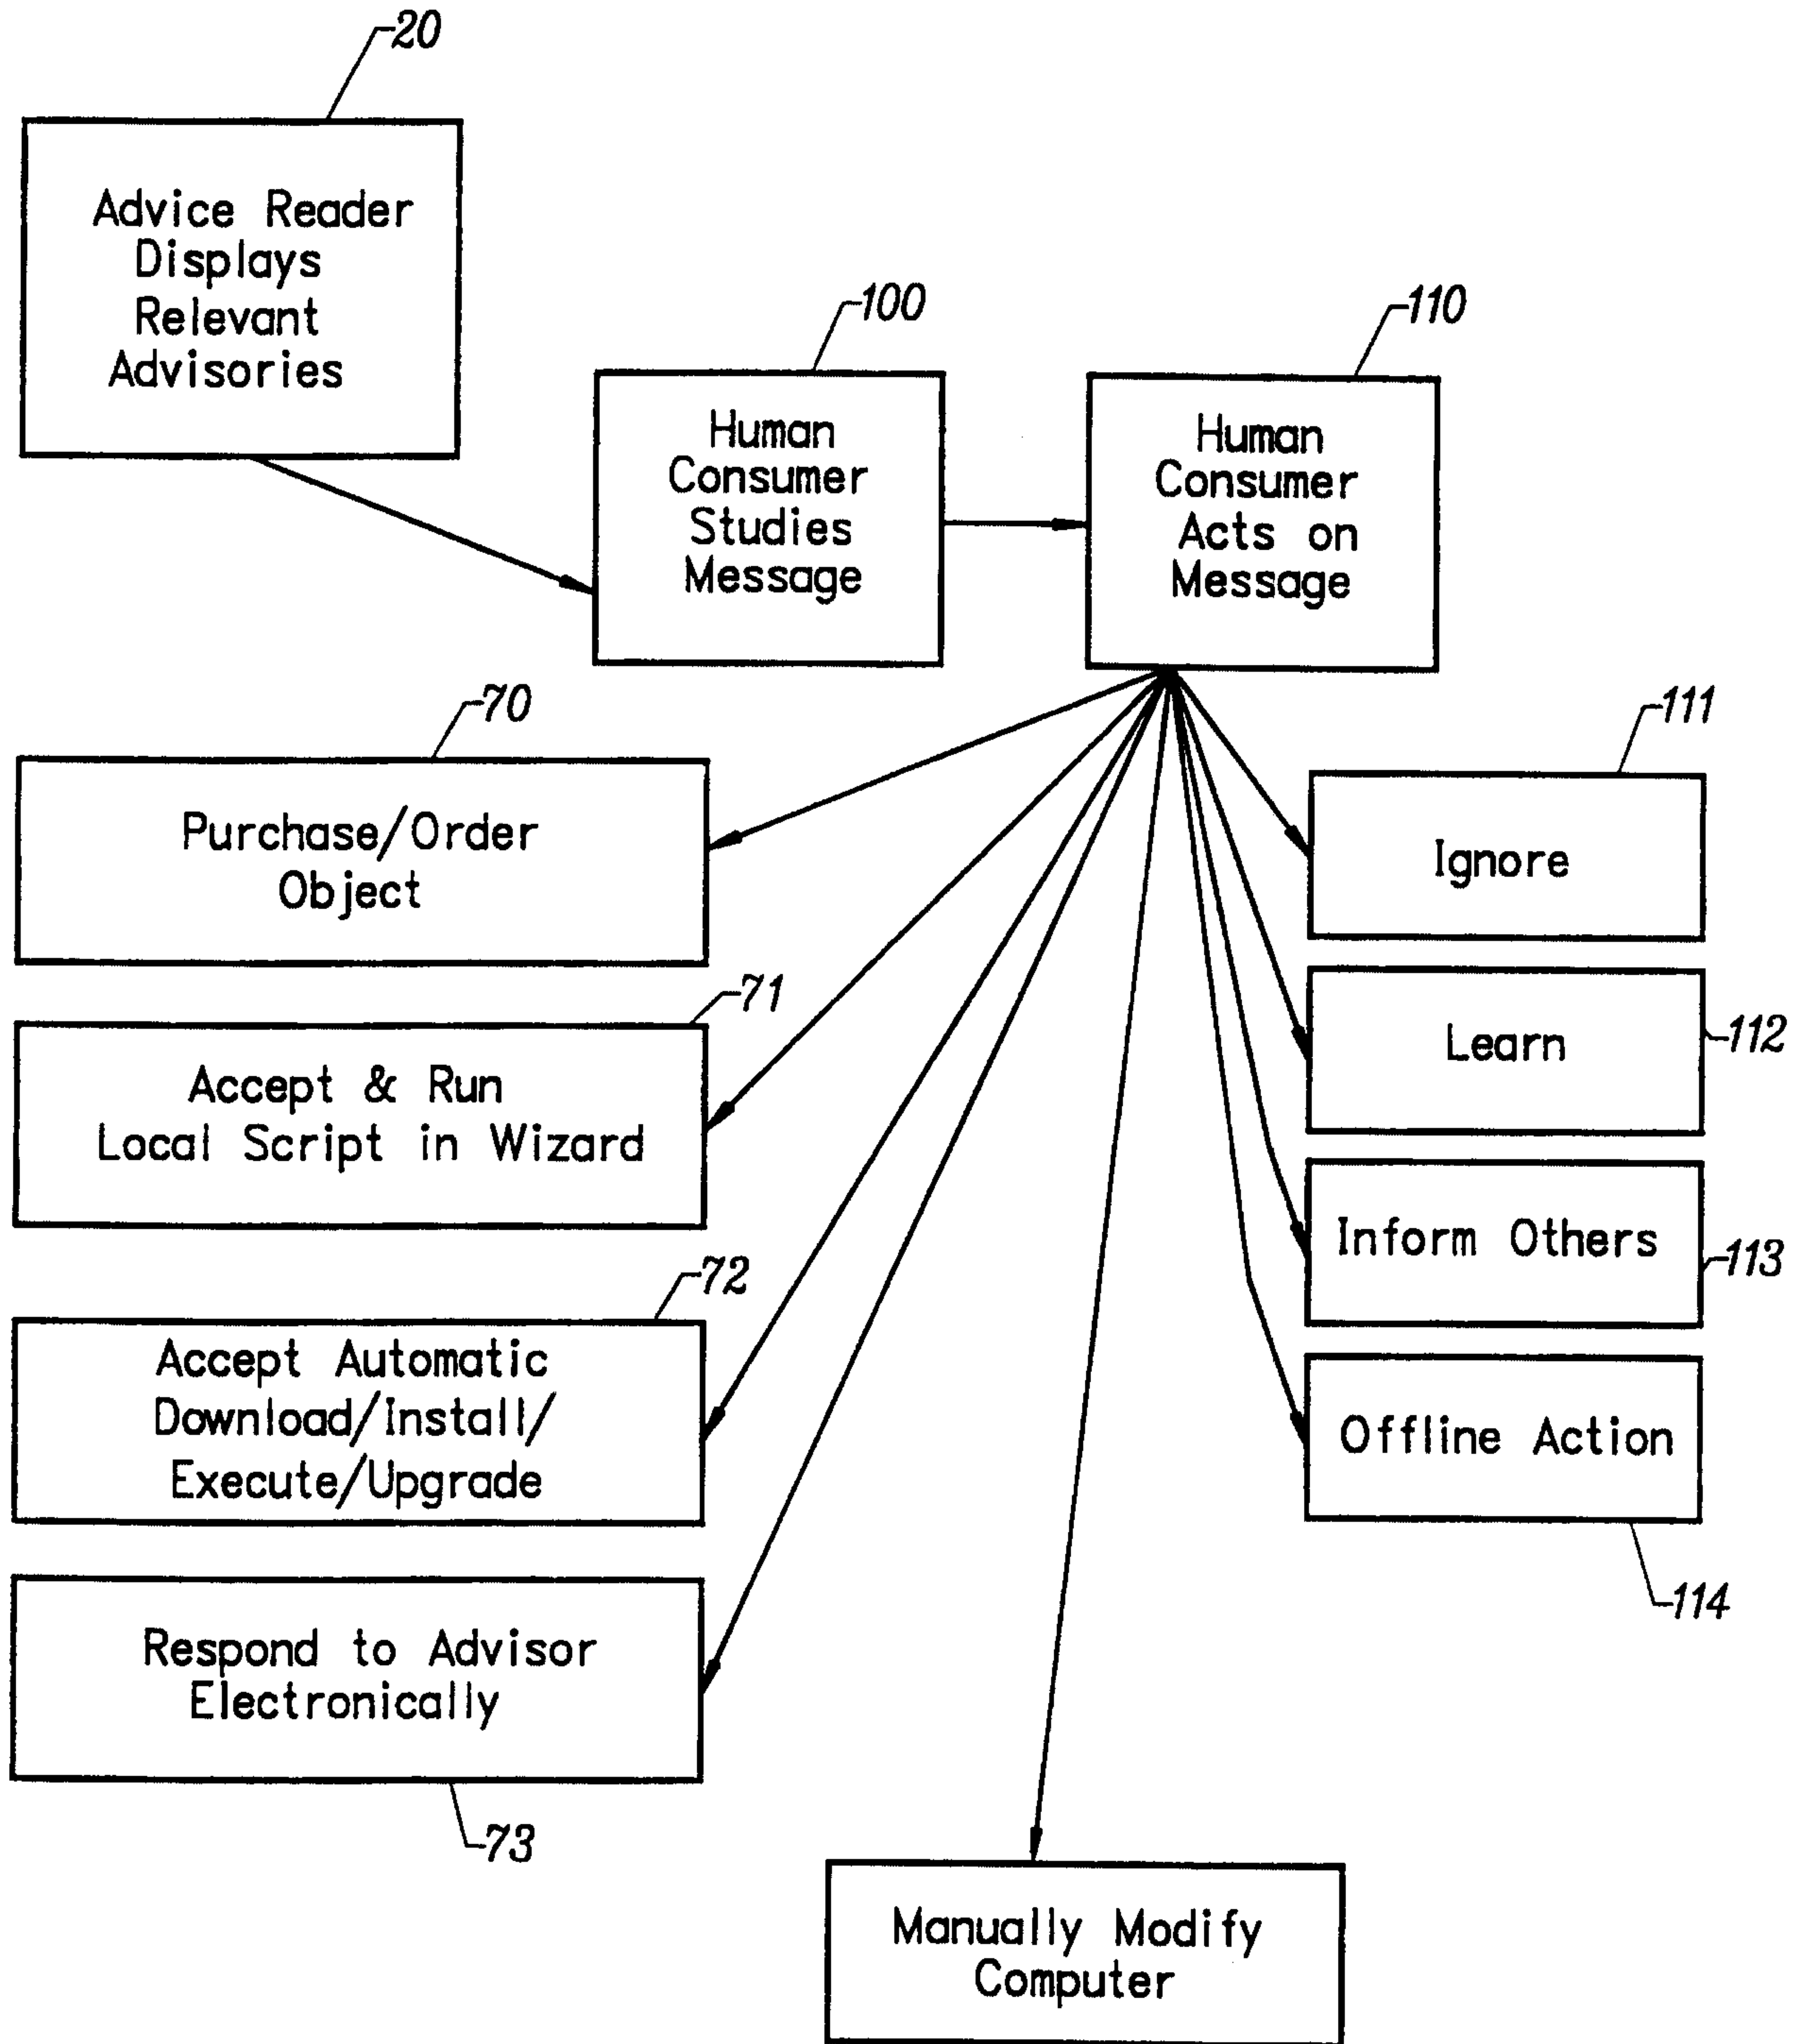 20
Advice Reader
Displays
Relevant
Advisories
100
Human
Consumer
Studies
Message
110
Human
Consumer
Acts on
Message
70
Purchase/Order
Object
71
Accept & Run
Local Script in Wizard
72
Accept Automatic
Download/Install/
Execute/Upgrade
Respond to Advisor
Electronically
73
111
Ignore
Learn
112
Inform Others
113
Offline Action
114
Manually Modify
Computer